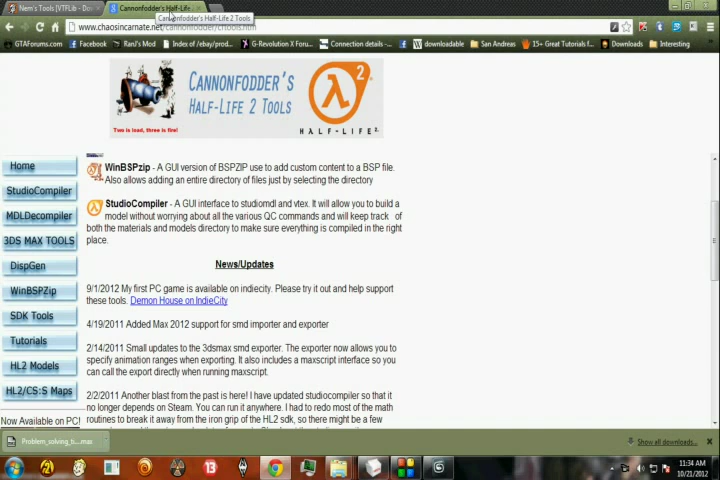 Nem's Tools [VTFLib - Do
Cannonfodder's Half-Life
Cannonfodder's Half-Life 2 Tools
www.chaosincarnate.net/cannonfodder/cftools.htm
GTAForums.com
RanJ's Mod
Index of /ebay/prod...
G-Revolution X Forum...
Connection details -...
downloadable
San Andreas
15+ Great Tutorials f...
Downloads
Interesting
CANNONFODDER'S
HALF-LIFE 2 TOOLS
2
Two is load, three is fire!
HλLF-LIFE²
Home
StudioCompiler
MDLDecompiler
3DS MAX TOOLS
DispGen
WinBSPZip
SDK Tools
Tutorials
HL2 Models
HL2/CS:S Maps
Now Available on PC!
WinBSPzip - A GUI version of BSPZIP use to add custom content to a BSP file.
Also allows adding an entire directory of files just by selecting the directory
StudioCompiler - A GUI interface to studiomdl and vtex. It will allow you to build a
model without worrying about all the various QC commands and will keep track of
both the materials and models directory to make sure everything is compiled in the right
place.
News/Updates
9/1/2012 My first PC game is available on indiecity. Please try it out and help support
these tools. Demon House on IndieCity
4/19/2011 Added Max 2012 support for smd importer and exporter
2/14/2011 Small updates to the 3dsmax smd exporter. The exporter now allows you to
specify animation ranges when exporting. It also includes a maxscript interface so you
can call the export directly when running maxscript.
2/2/2011 Another blast from the past is here! I have updated studiocompiler so that it
no longer depends on Steam. You can run it anywhere. I had to redo most of the math
routines to break it away from the iron grip of the HL2 sdk, so there might be a few
Problem_solving_ti....max
Show all downloads...
13
11:34 AM
10/21/2012